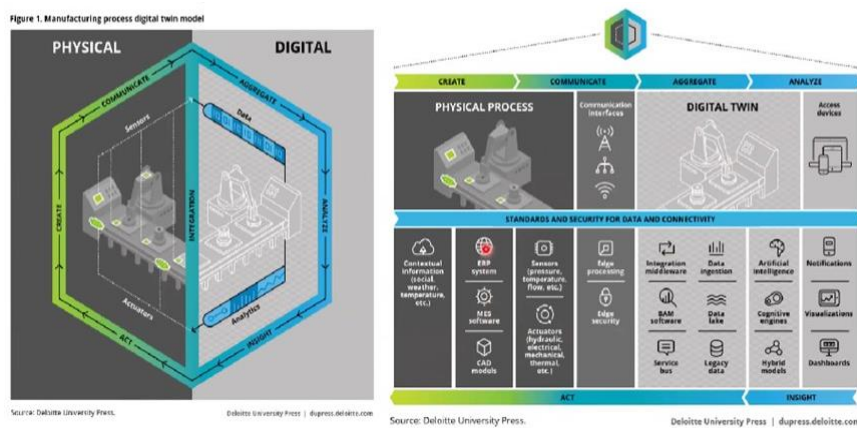 Figure 1. Manufacturing process digital twin model
PHYSICAL
DIGITAL
COMMUNICATE
AGGREGATE
Sensors
Data
CREATE
INTEGRATION
ANALYZE
Actuators
Analytics
ACT
INSIGHT
Source: Deloitte University Press.
Deloitte University Press | dupress.deloitte.com
CREATE
COMMUNICATE
AGGREGATE
ANALYZE
PHYSICAL PROCESS
Communication
interfaces
DIGITAL TWIN
Access
devices
STANDARDS AND SECURITY FOR DATA AND CONNECTIVITY
Contextual
information
(social,
weather,
temperature,
etc.)
ERP
system
MES
software
CAD
models
Sensors
(pressure,
temperature,
flow, etc.)
Actuators
(hydraulic,
electrical,
mechanical,
thermal,
etc.)
Edge
processing
Edge
security
Integration
middleware
Data
ingestion
BAM
software
Data
lake
Service
bus
Legacy
data
Artificial
intelligence
Cognitive
engines
Hybrid
models
Notifications
Visualizations
Dashboards
ACT
INSIGHT
Source: Deloitte University Press.
Deloitte University Press | dupress.deloitte.com